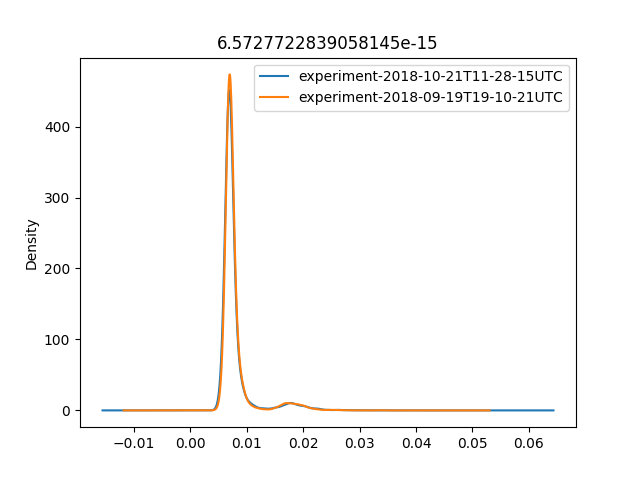 6.5727722839058145e-15
experiment-2018-10-21T11-28-15UTC
experiment-2018-09-19T19-10-21UTC
Density
400
300
200
100
0
−0.01 0.00 0.01 0.02 0.03 0.04 0.05 0.06